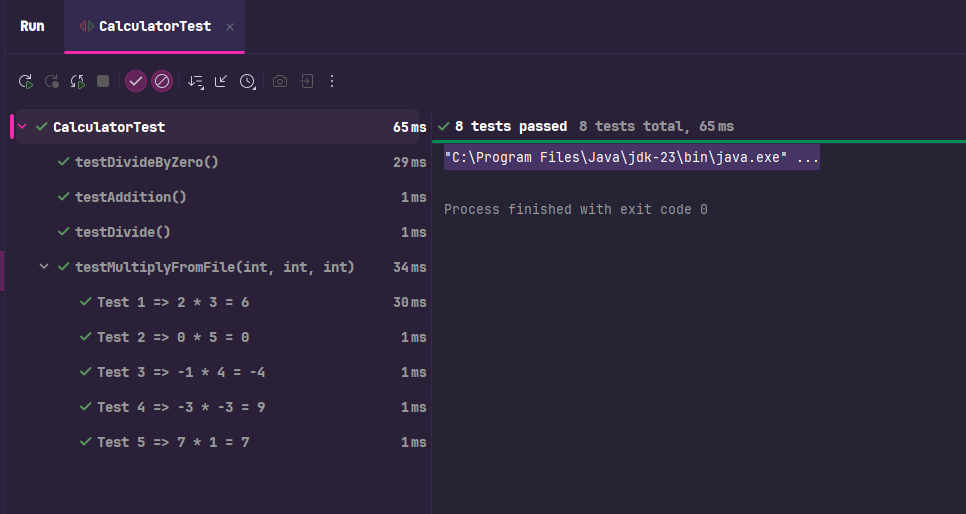 Run CalculatorTest
CalculatorTest 65 ms
testDivideByZero() 29 ms
testAddition() 1 ms
testDivide() 1 ms
testMultiplyFromFile(int, int, int) 34 ms
Test 1 => 2 * 3 = 6 30 ms
Test 2 => 0 * 5 = 0 1 ms
Test 3 => -1 * 4 = -4 1 ms
Test 4 => -3 * -3 = 9 1 ms
Test 5 => 7 * 1 = 7 1 ms
8 tests passed 8 tests total, 65 ms
"C:\Program Files\Java\jdk-23\bin\java.exe" ...
Process finished with exit code 0